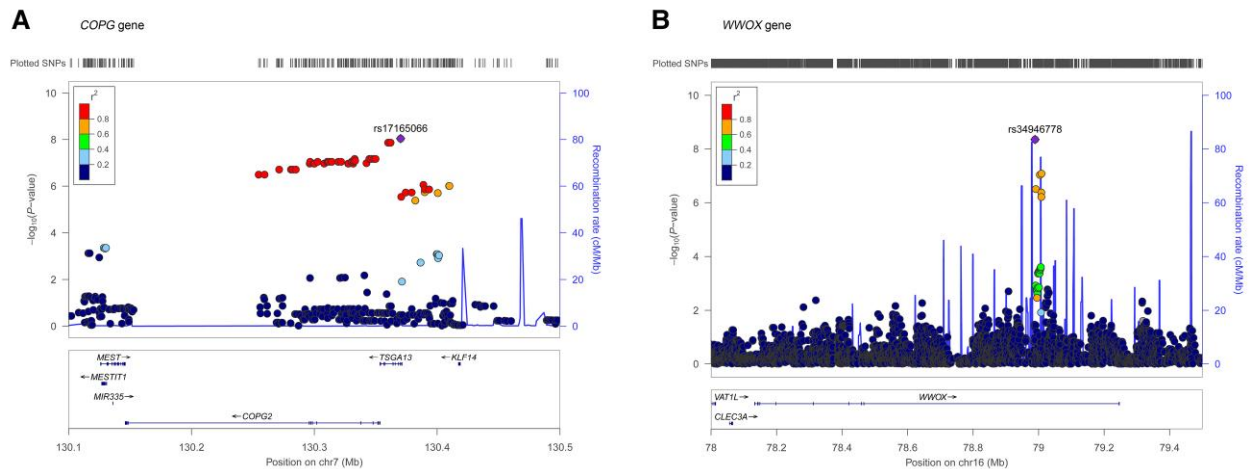 A
COPG gene
Plotted SNPs
10
8
6
4
2
0
100
80
60
40
20
0
r²
0.8
0.6
0.4
0.2
rs17165066
−log₁₀(P−value)
Recombination rate (cM/Mb)
MEST→
←MESTIT1
MIR335→
←COPG2
←TSGA13
←KLF14
130.1
130.2
130.3
130.4
130.5
Position on chr7 (Mb)
B
WWOX gene
Plotted SNPs
10
8
6
4
2
0
100
80
60
40
20
0
r²
0.8
0.6
0.4
0.2
rs34946778
−log₁₀(P−value)
Recombination rate (cM/Mb)
VAT1L→
CLEC3A→
WWOX→
78
78.2
78.4
78.6
78.8
79
79.2
79.4
Position on chr16 (Mb)